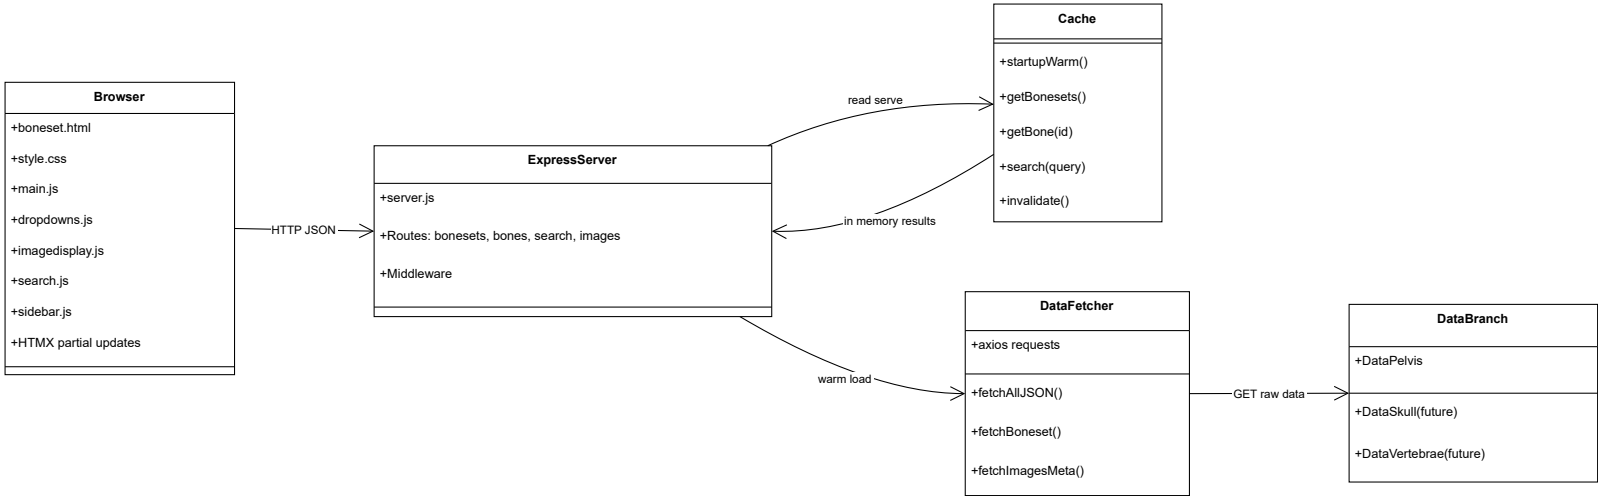 Browser
+boneset.html
+style.css
+main.js
+dropdowns.js
+imagedisplay.js
+search.js
+sidebar.js
+HTMX partial updates
HTTP JSON
ExpressServer
+server.js
+Routes: bonesets, bones, search, images
+Middleware
read serve
in memory results
warm load
Cache
+startupWarm()
+getBonesets()
+getBone(id)
+search(query)
+invalidate()
DataFetcher
+axios requests
+fetchAllJSON()
+fetchBoneset()
+fetchImagesMeta()
GET raw data
DataBranch
+DataPelvis
+DataSkull(future)
+DataVertebrae(future)